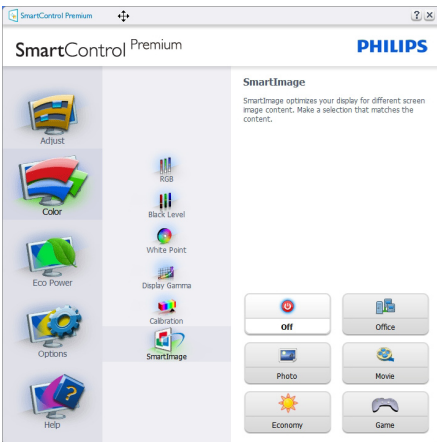 SmartControl Premium
SmartControl Premium
PHILIPS
Adjust
Color
Eco Power
Options
Help
RGB
Black Level
White Point
Display Gamma
Calibration
SmartImage
SmartImage
SmartImage optimizes your display for different screen
image content. Make a selection that matches the
content.
Off
Office
Photo
Movie
Economy
Game